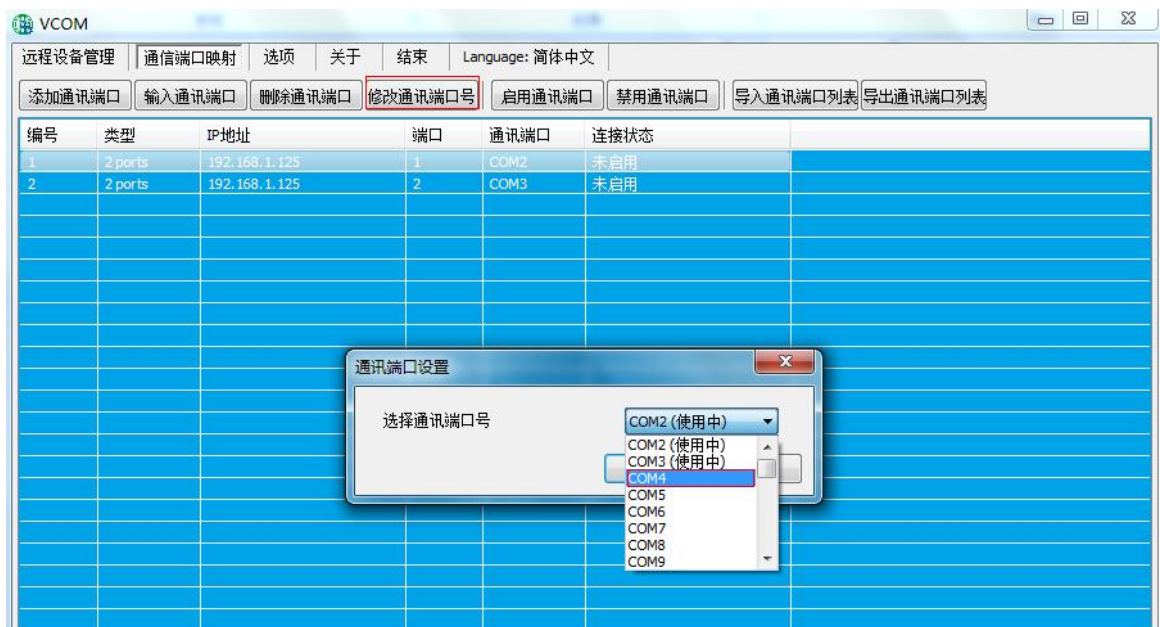 VCOM
远程设备管理 通信端口映射 选项 关于 结束 Language: 简体中文
添加通讯端口 输入通讯端口 删除通讯端口 修改通讯端口号 启用通讯端口 禁用通讯端口 导入通讯端口列表 导出通讯端口列表
编号 类型 IP地址 端口 通讯端口 连接状态
1 2 ports 192.168.1.125 1 COM2 未启用
2 2 ports 192.168.1.125 2 COM3 未启用
通讯端口设置
选择通讯端口号 COM2 (使用中)
COM2 (使用中)
COM3 (使用中)
COM4
COM5
COM6
COM7
COM8
COM9